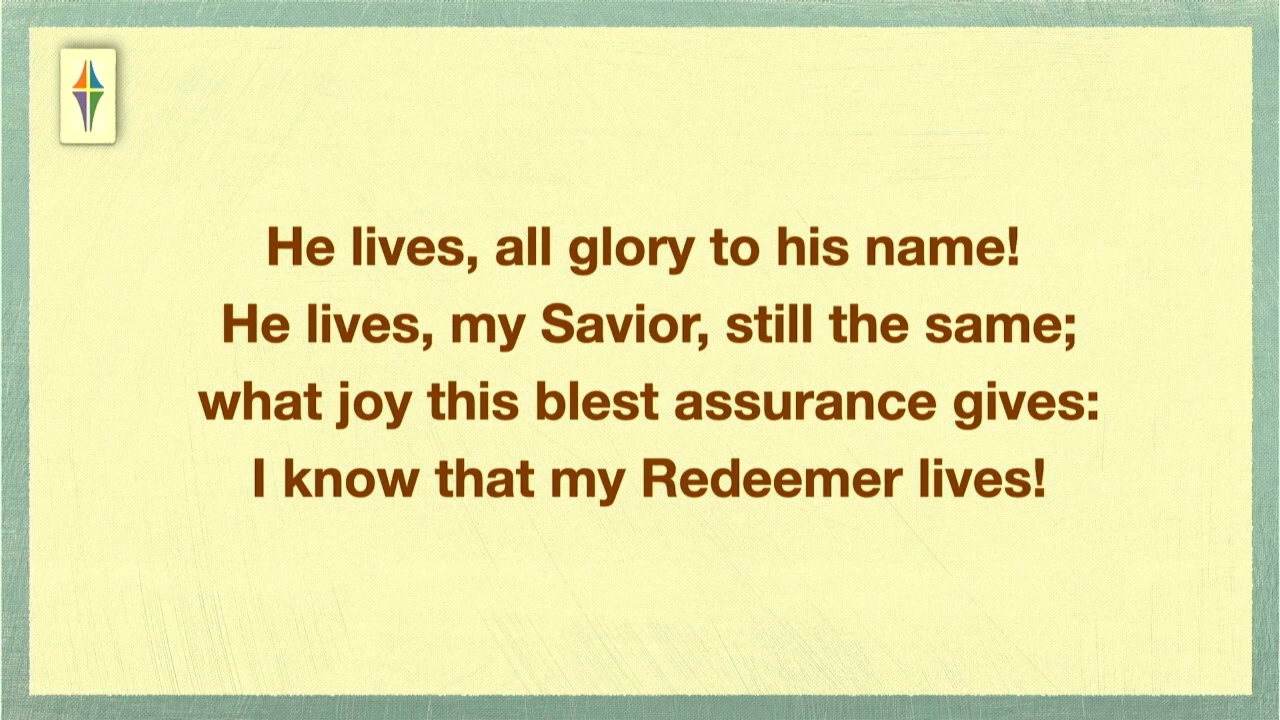 He lives, all glory to his name!
He lives, my Savior, still the same;
what joy this blest assurance gives:
I know that my Redeemer lives!